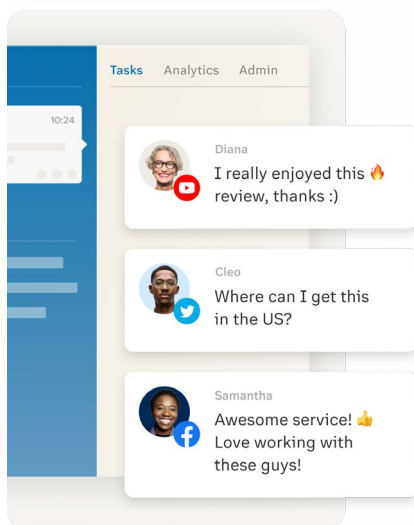 Tasks Analytics Admin
10:24
Diana
I really enjoyed this 🔥
review, thanks :)
Cleo
Where can I get this
in the US?
Samantha
Awesome service! 👍
Love working with
these guys!